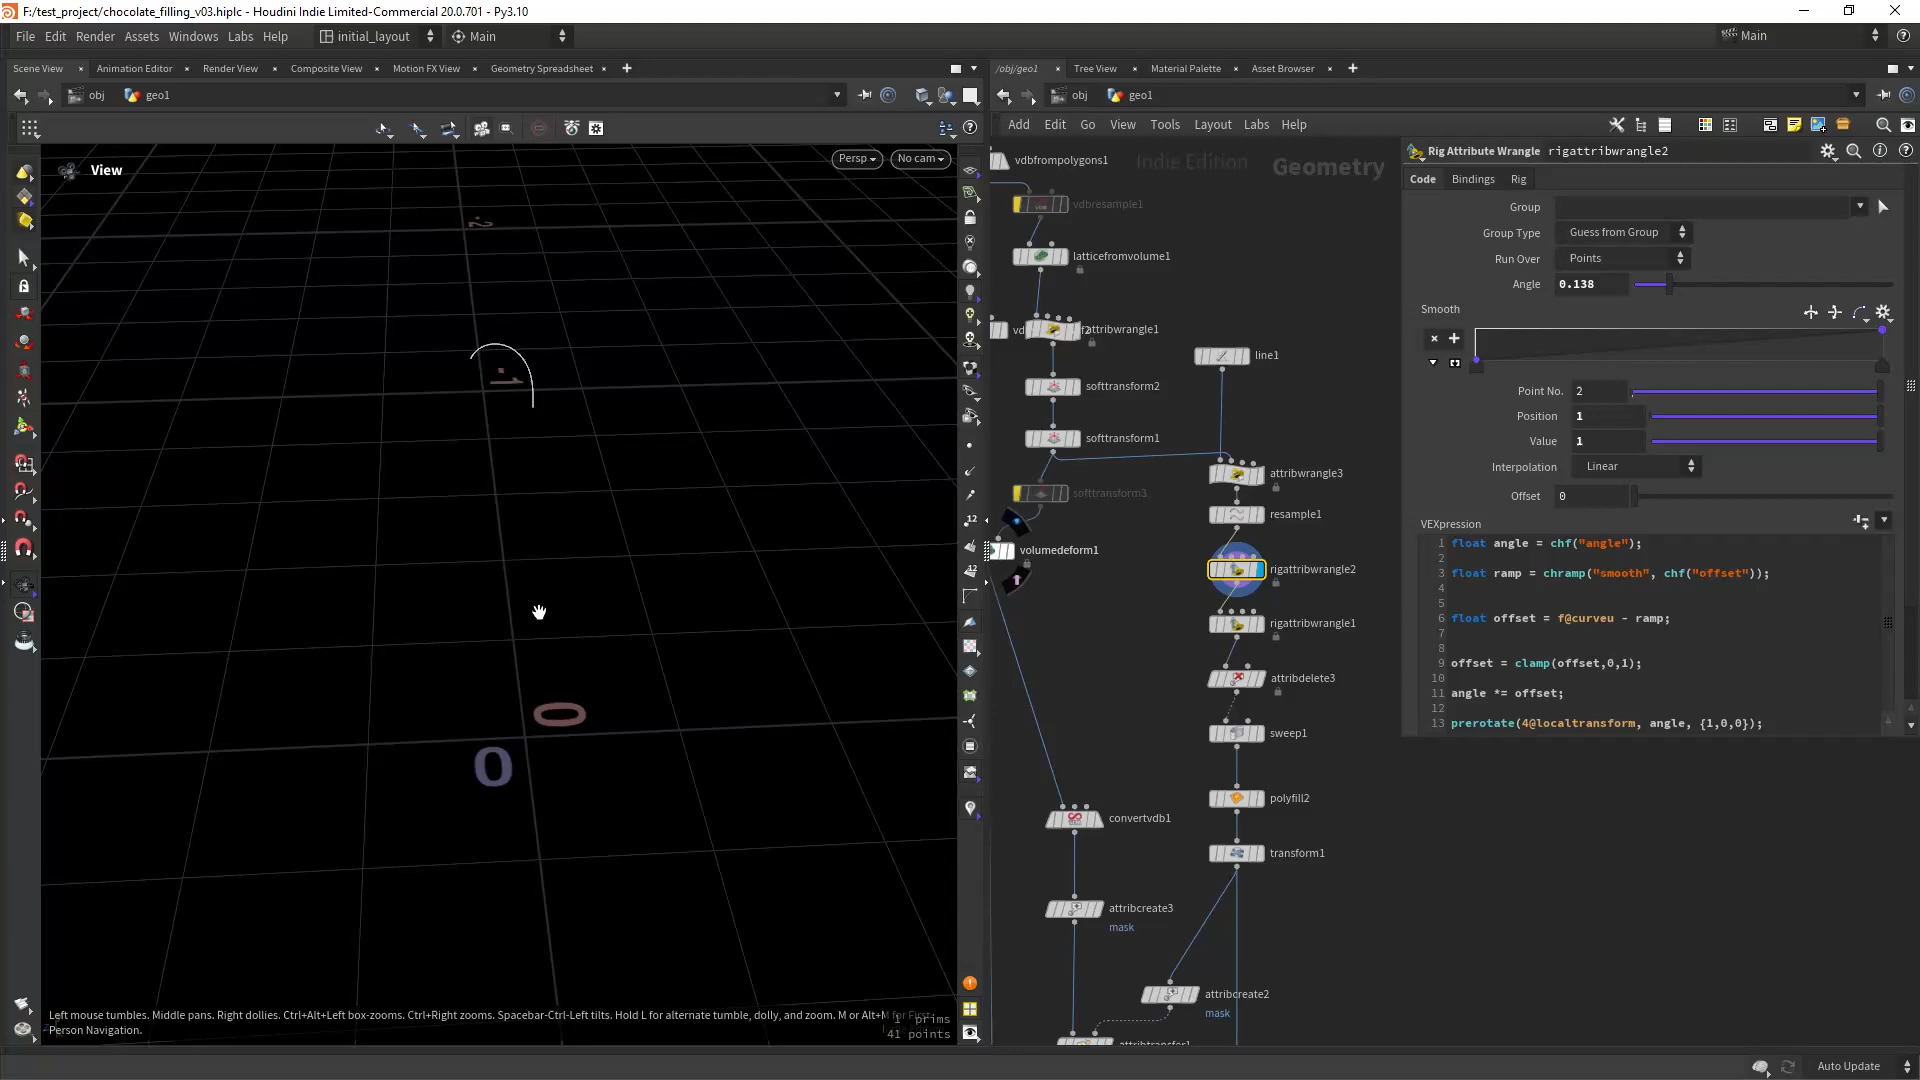 F:/test_project/chocolate_filling_v03.hiplc - Houdini Indie Limited-Commercial 20.0.701 - Py3.10
File Edit Render Assets Windows Labs Help initial_layout Main Main
Scene View Animation Editor Render View Composite View Motion FX View Geometry Spreadsheet
/obj/geo1 Tree View Material Palette Asset Browser
obj geo1
obj geo1
Add Edit Go View Tools Layout Labs Help
View
Persp No cam
0
0
Left mouse tumbles. Middle pans. Right dollies. Ctrl+Alt+Left box-zooms. Ctrl+Right zooms. Spacebar-Ctrl-Left tilts. Hold L for alternate tumble, dolly, and zoom. M or Alt+M for First
Person Navigation.
1 prims
41 points
12
12
Indie Edition
Geometry
vdbfrompolygons1
vdbresample1
latticefromvolume1
attribwrangle1
line1
softtransform2
softtransform1
attribwrangle3
softtransform3
resample1
volumedeform1
rigattribwrangle2
rigattribwrangle1
attribdelete3
sweep1
polyfill2
convertvdb1
transform1
attribcreate3
mask
attribcreate2
mask
attribtransfer1
Rig Attribute Wrangle rigattribwrangle2
Code Bindings Rig
Group
Group Type Guess from Group
Run Over Points
Angle 0.138
Smooth
Point No. 2
Position 1
Value 1
Interpolation Linear
Offset 0
VEXpression
1 float angle = chf("angle");
2
3 float ramp = chramp("smooth", chf("offset"));
4
5
6 float offset = f@curveu - ramp;
7
8
9 offset = clamp(offset,0,1);
10
11 angle *= offset;
12
13 prerotate(4@localtransform, angle, {1,0,0});
Auto Update